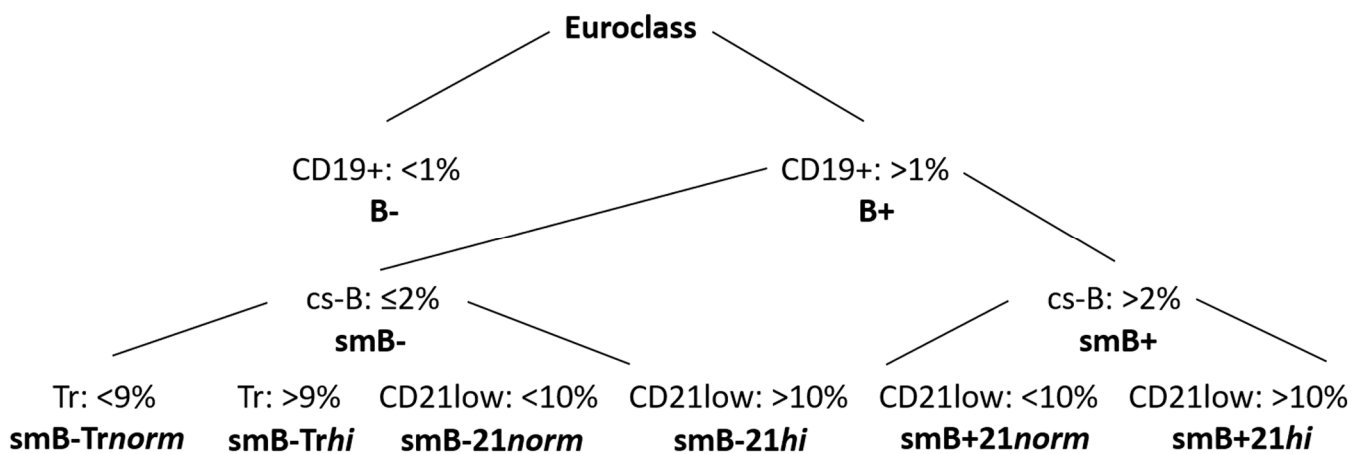 Euroclass
CD19+: <1%
B-
CD19+: >1%
B+
cs-B: ≤2%
smB-
cs-B: >2%
smB+
Tr: <9%
smB-Trnorm
Tr: >9%
smB-Trhi
CD21low: <10%
smB-21norm
CD21low: >10%
smB-21hi
CD21low: <10%
smB+21norm
CD21low: >10%
smB+21hi